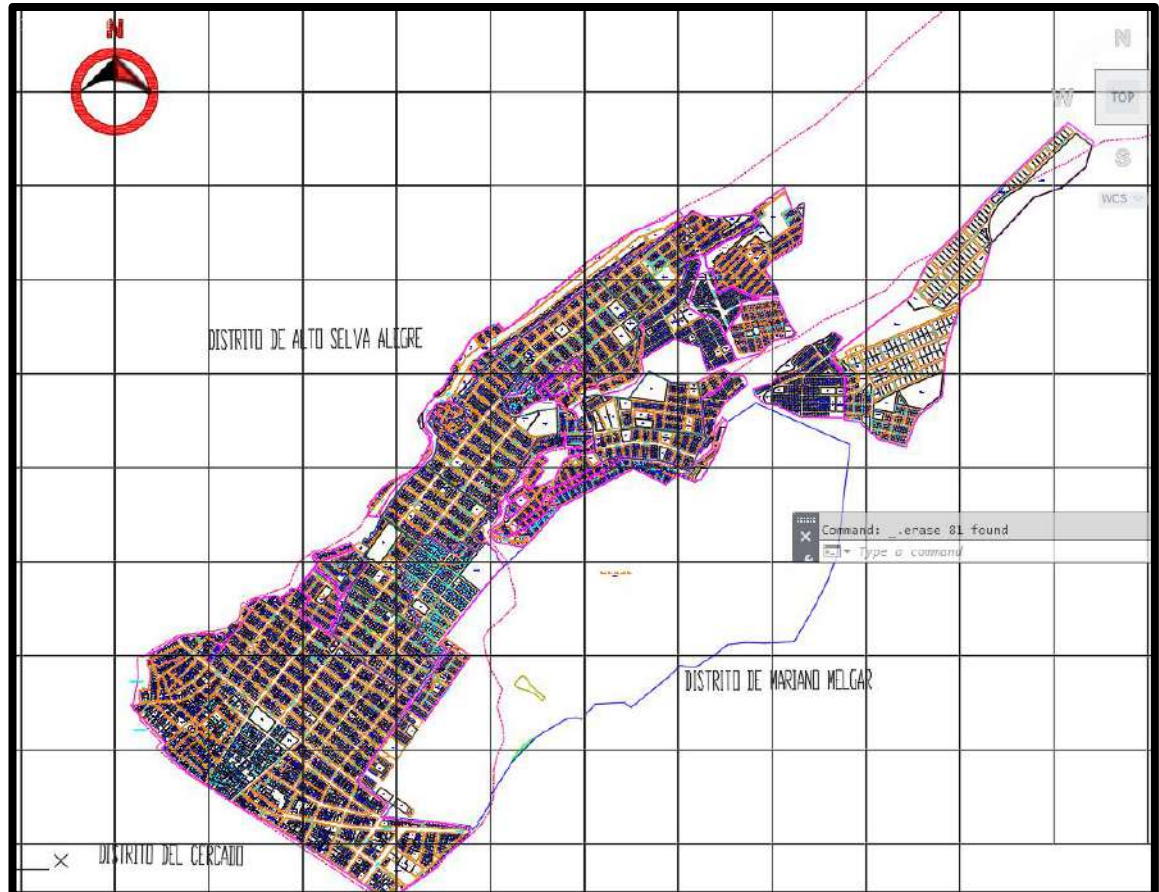 N
N
W
TOP
S
WCS
DISTRITO DE ALTO SELVA ALEGRE
Command: _.erase 81 found
Type a command
DISTRITO DE MARIANO MELGAR
DISTRITO DEL CERCADO